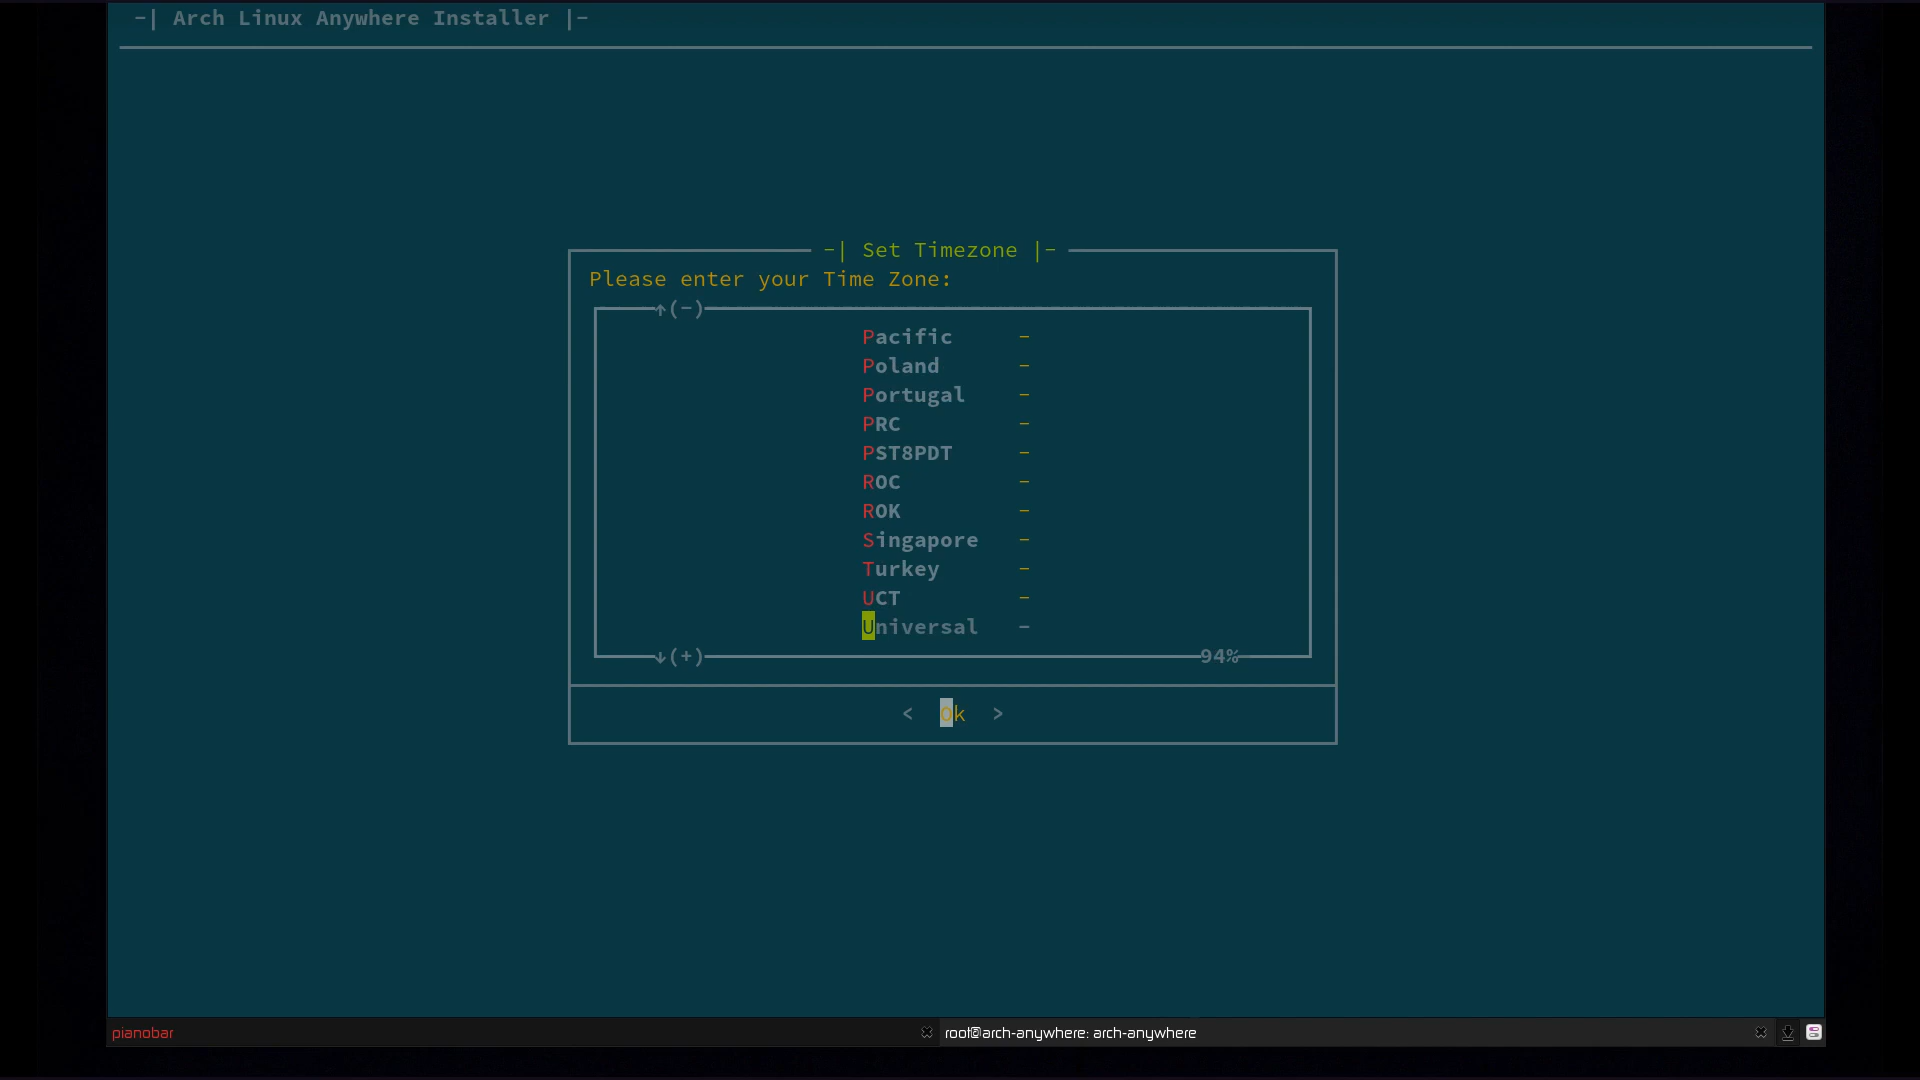 -| Arch Linux Anywhere Installer |-
-| Set Timezone |-
Please enter your Time Zone:
↑(-)
Pacific -
Poland -
Portugal -
PRC -
PST8PDT -
ROC -
ROK -
Singapore -
Turkey -
UCT -
Universal -
↓(+) 94%
< Ok >
pianobar root@arch-anywhere: arch-anywhere